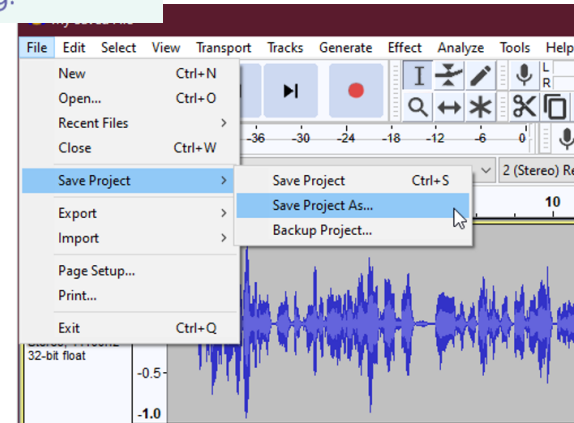 g.
File Edit Select View Transport Tracks Generate Effect Analyze Tools Help
New Ctrl+N
Open... Ctrl+O
Recent Files >
Close Ctrl+W
Save Project >
Export >
Import >
Page Setup...
Print...
Exit Ctrl+Q
Save Project Ctrl+S
Save Project As...
Backup Project...
L
R
-36 -30 -24 -18 -12 -6 0
2 (Stereo) Re
10
32-bit float
-0.5-
-1.0